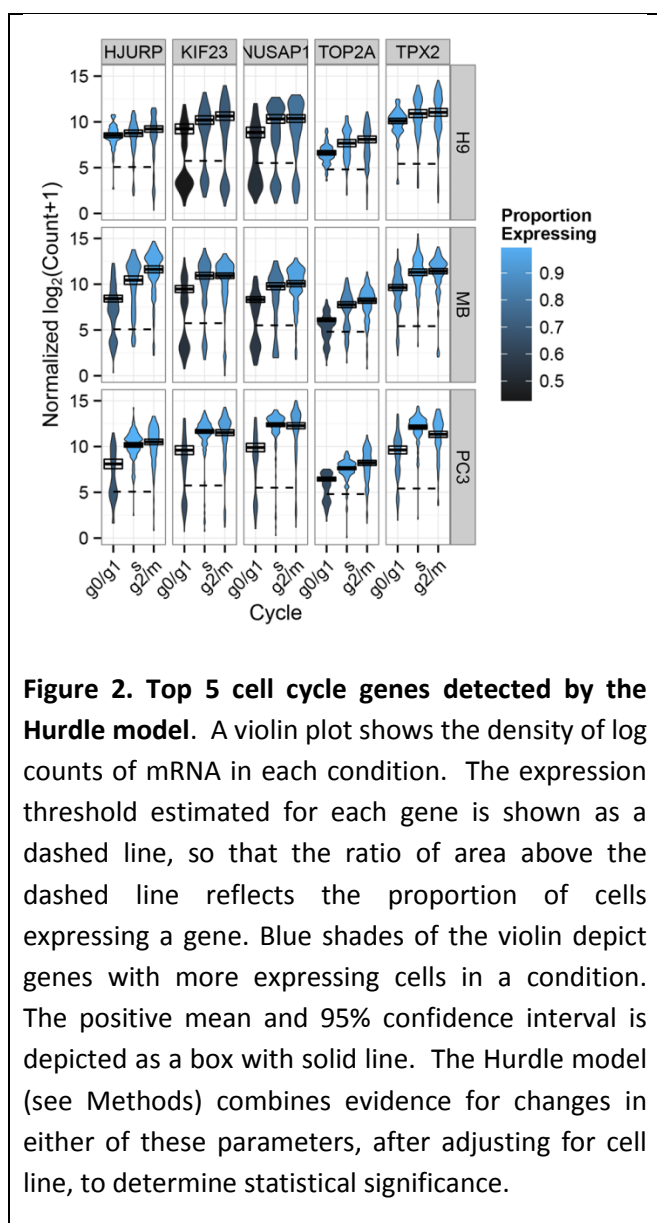 HJURP KIF23 NUSAP1 TOP2A TPX2
15
10
5
0
H9
15
10
5
0
MB
15
10
5
0
PC3
Normalized log2(Count+1)
g0/g1 s g2/m g0/g1 s g2/m g0/g1 s g2/m g0/g1 s g2/m g0/g1 s g2/m
Cycle
Proportion
Expressing
0.9
0.8
0.7
0.6
0.5
Figure 2. Top 5 cell cycle genes detected by the
Hurdle model. A violin plot shows the density of log
counts of mRNA in each condition. The expression
threshold estimated for each gene is shown as a
dashed line, so that the ratio of area above the
dashed line reflects the proportion of cells
expressing a gene. Blue shades of the violin depict
genes with more expressing cells in a condition.
The positive mean and 95% confidence interval is
depicted as a box with solid line. The Hurdle model
(see Methods) combines evidence for changes in
either of these parameters, after adjusting for cell
line, to determine statistical significance.